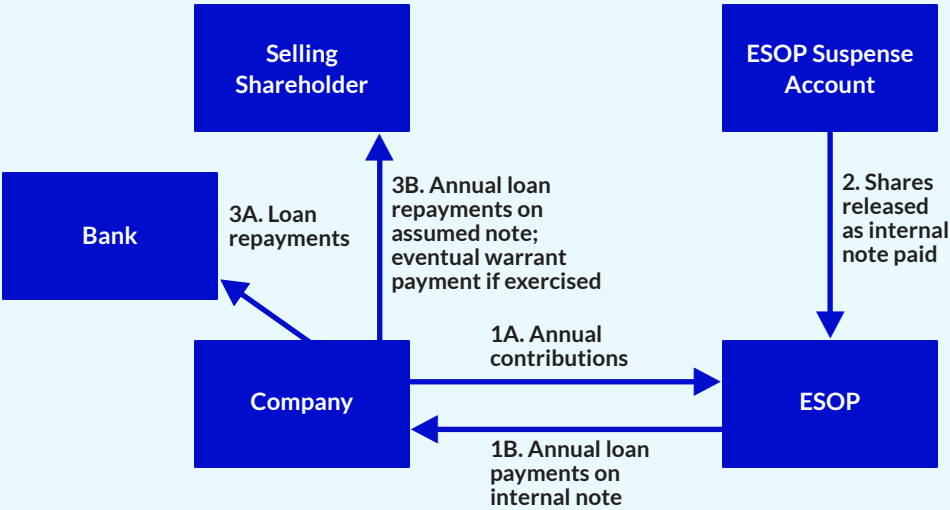 Selling
Shareholder
ESOP Suspense
Account
Bank
3A. Loan
repayments
3B. Annual loan
repayments on
assumed note;
eventual warrant
payment if exercised
2. Shares
released
as internal
note paid
1A. Annual
contributions
Company
ESOP
1B. Annual loan
payments on
internal note